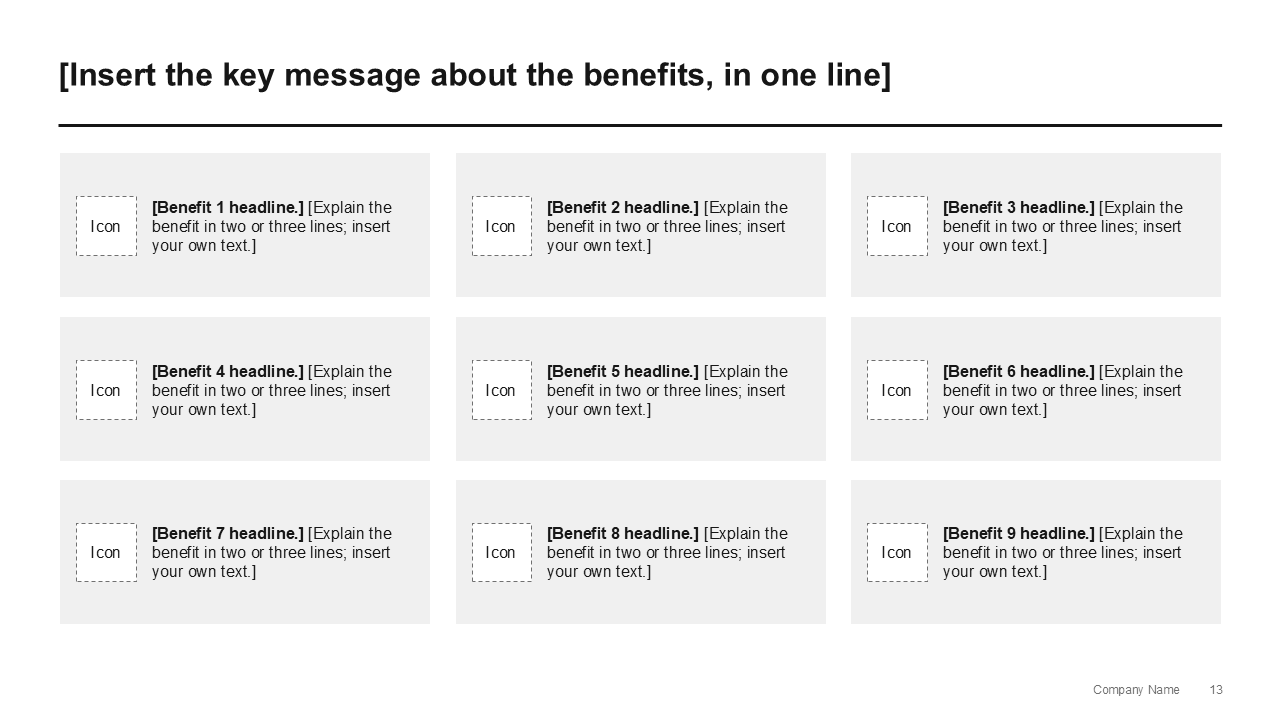 [Insert the key message about the benefits, in one line]
Icon
[Benefit 1 headline.] [Explain the
benefit in two or three lines; insert
your own text.]
Icon
[Benefit 2 headline.] [Explain the
benefit in two or three lines; insert
your own text.]
Icon
[Benefit 3 headline.] [Explain the
benefit in two or three lines; insert
your own text.]
Icon
[Benefit 4 headline.] [Explain the
benefit in two or three lines; insert
your own text.]
Icon
[Benefit 5 headline.] [Explain the
benefit in two or three lines; insert
your own text.]
Icon
[Benefit 6 headline.] [Explain the
benefit in two or three lines; insert
your own text.]
Icon
[Benefit 7 headline.] [Explain the
benefit in two or three lines; insert
your own text.]
Icon
[Benefit 8 headline.] [Explain the
benefit in two or three lines; insert
your own text.]
Icon
[Benefit 9 headline.] [Explain the
benefit in two or three lines; insert
your own text.]
Company Name 13